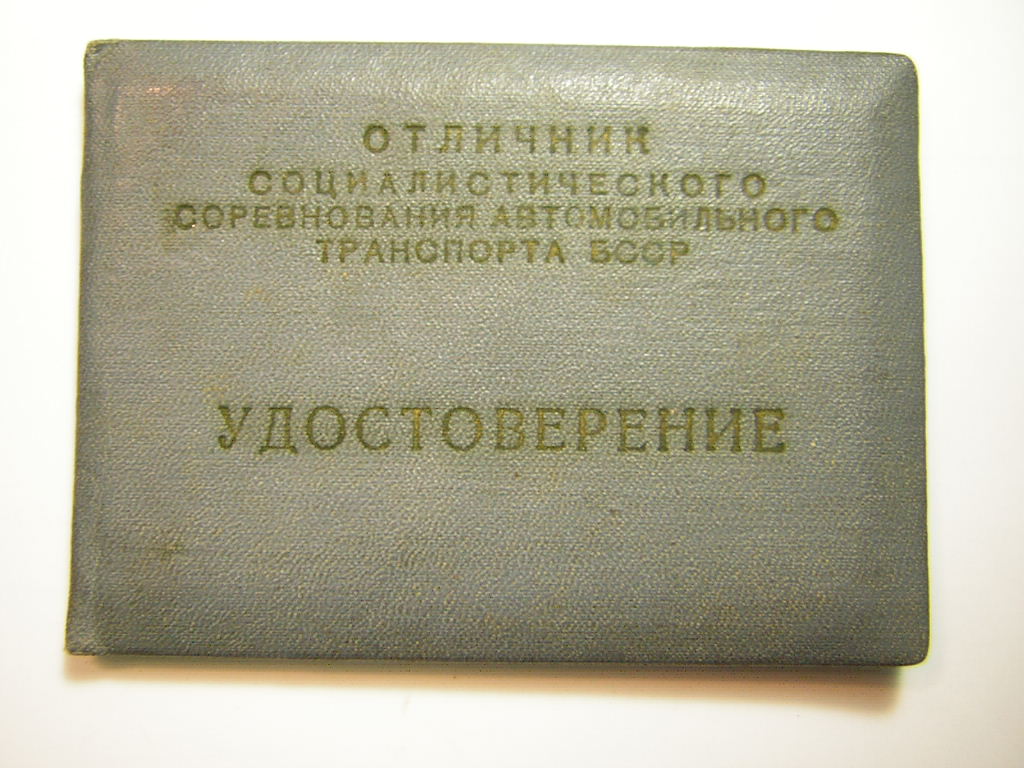 ОТЛИЧНИК
СОЦИАЛИСТИЧЕСКОГО
СОРЕВНОВАНИЯ АВТОМОБИЛЬНОГО
ТРАНСПОРТА БССР
УДОСТОВЕРЕНИЕ